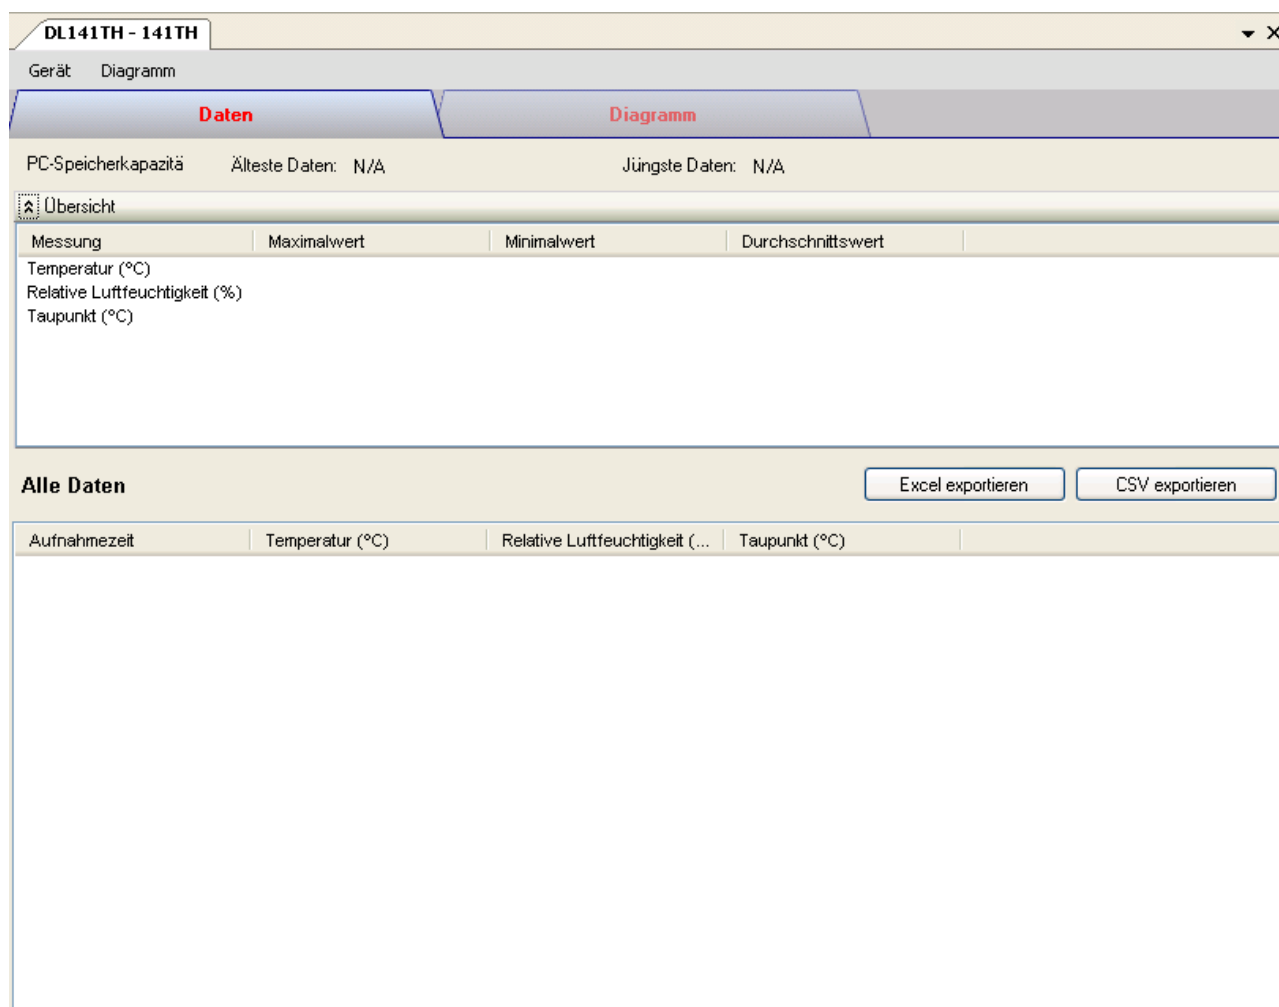 DL141TH - 141TH
Gerät Diagramm
Daten Diagramm
PC-Speicherkapazitä Älteste Daten: N/A Jüngste Daten: N/A
Übersicht
Messung Maximalwert Minimalwert Durchschnittswert
Temperatur (°C)
Relative Luftfeuchtigkeit (%)
Taupunkt (°C)
Alle Daten Excel exportieren CSV exportieren
Aufnahmezeit Temperatur (°C) Relative Luftfeuchtigkeit (... Taupunkt (°C)